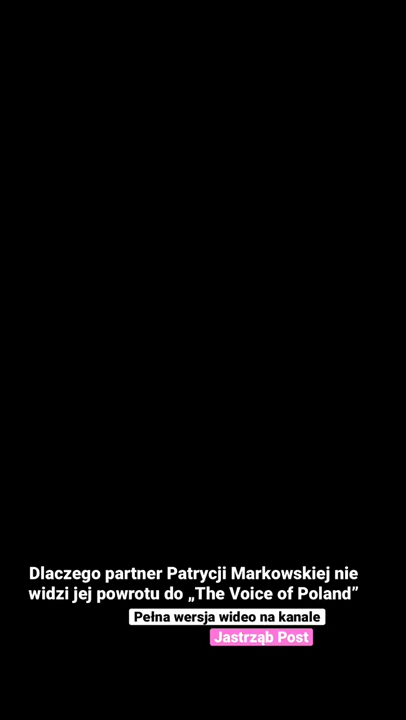 Dlaczego partner Patrycji Markowskiej nie
widzi jej powrotu do „The Voice of Poland”
Pełna wersja wideo na kanale
Jastrząb Post